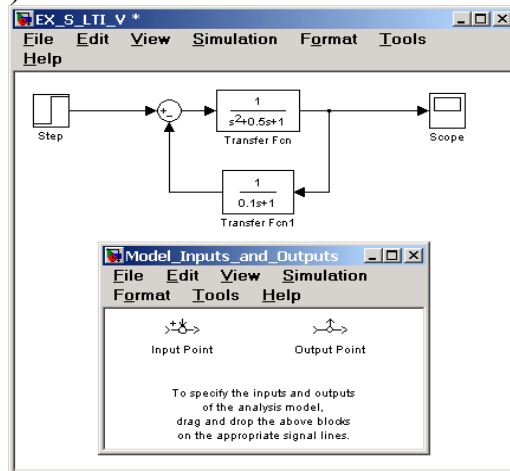 )
EX_S_LTI_V *
File Edit View Simulation Format Tools
Help
+
-
1
s²+0.5s+1
Step
Transfer Fcn
Scope
1
0.1s+1
Transfer Fcn1
Model_Inputs_and_Outputs
File Edit View Simulation
Format Tools Help
+
Input Point
Output Point
To specify the inputs and outputs
of the analysis model,
drag and drop the above blocks
on the appropriate signal lines.